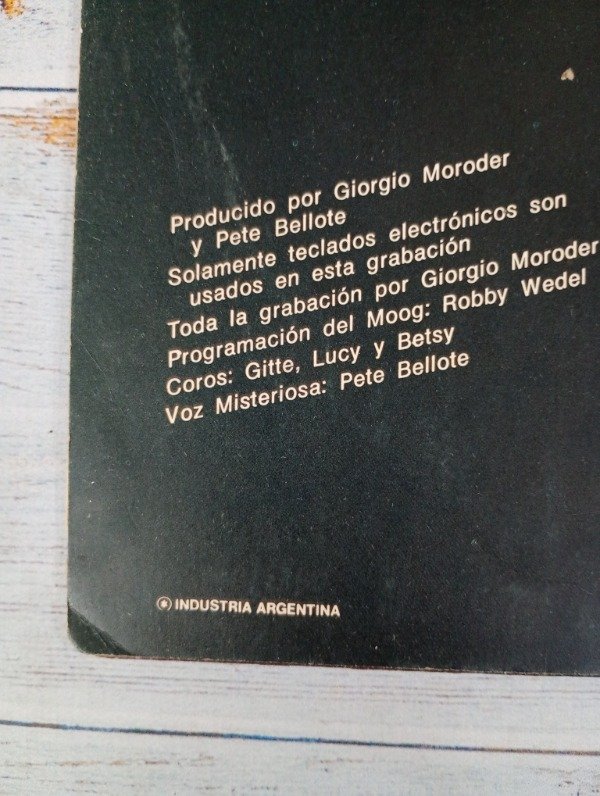 Producido por Giorgio Moroder
y Pete Bellote
Solamente teclados electrónicos son
usados en esta grabación
Toda la grabación por Giorgio Moroder
Programación del Moog: Robby Wedel
Coros: Gitte, Lucy y Betsy
Voz Misteriosa: Pete Bellote
INDUSTRIA ARGENTINA